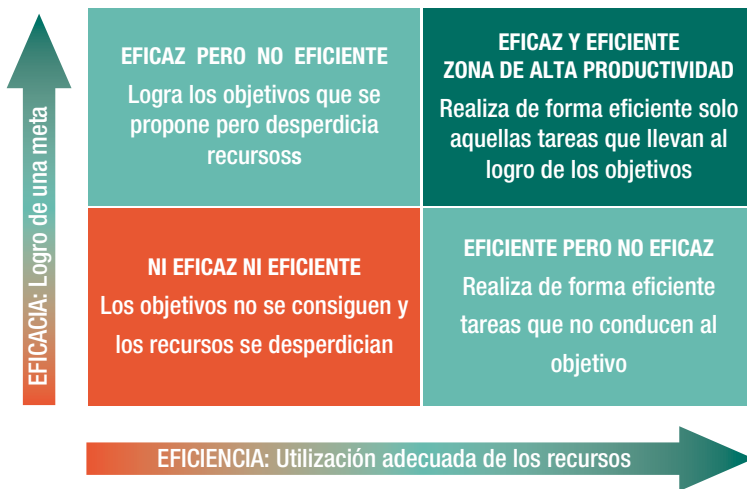 EFICAZ PERO NO EFICIENTE
Logra los objetivos que se
propone pero desperdicia
recursoss
EFICAZ Y EFICIENTE
ZONA DE ALTA PRODUCTIVIDAD
Realiza de forma eficiente solo
aquellas tareas que llevan al
logro de los objetivos
NI EFICAZ NI EFICIENTE
Los objetivos no se consiguen y
los recursos se desperdician
EFICIENTE PERO NO EFICAZ
Realiza de forma eficiente
tareas que no conducen al
objetivo
EFICACIA: Logro de una meta
EFICIENCIA: Utilización adecuada de los recursos